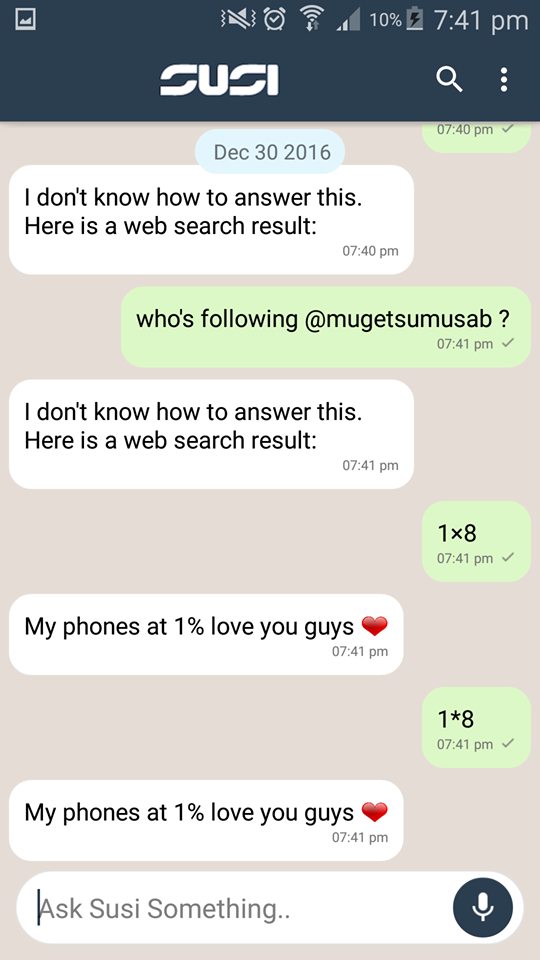 10% 7:41 pm
SUSI
07:40 pm
Dec 30 2016
I don't know how to answer this.
Here is a web search result:
07:40 pm
who's following @mugetsumusab ?
07:41 pm
I don't know how to answer this.
Here is a web search result:
07:41 pm
1×8
07:41 pm
My phones at 1% love you guys ❤
07:41 pm
1*8
07:41 pm
My phones at 1% love you guys ❤
07:41 pm
Ask Susi Something..